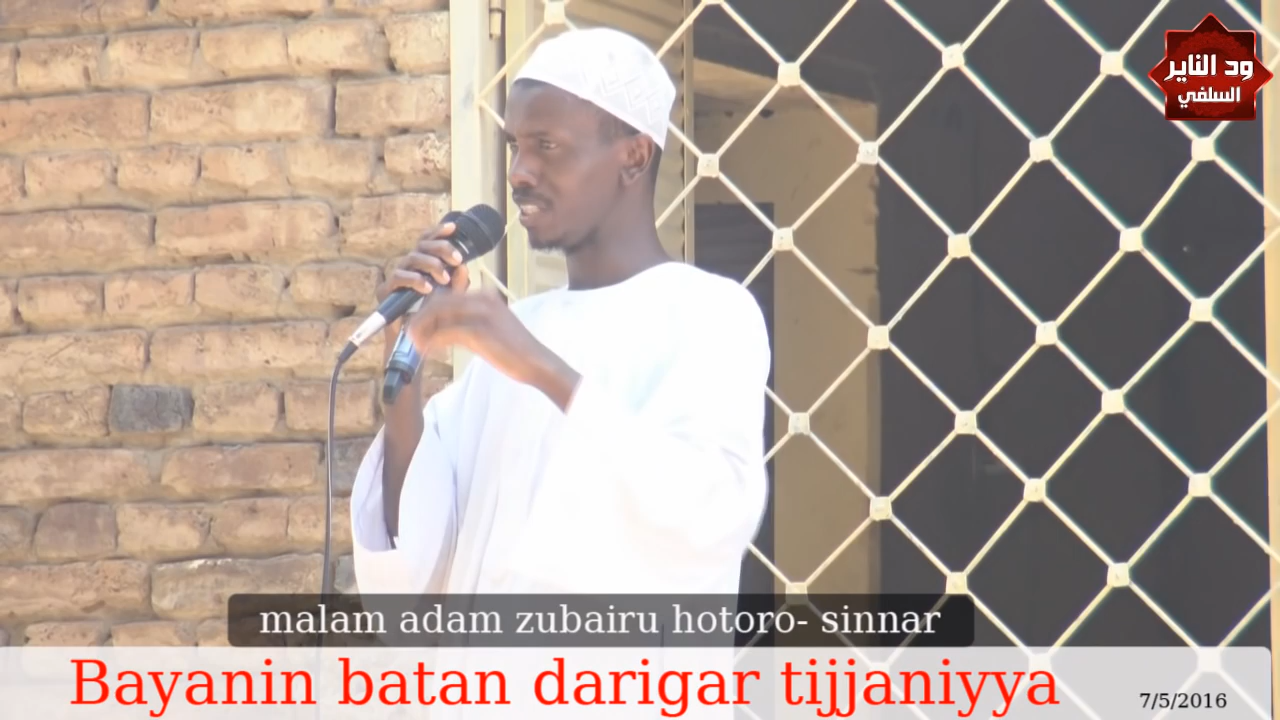 ود الناير
السلفي
malam adam zubairu hotoro- sinnar
Bayanin batan darigar tijjaniyya
7/5/2016